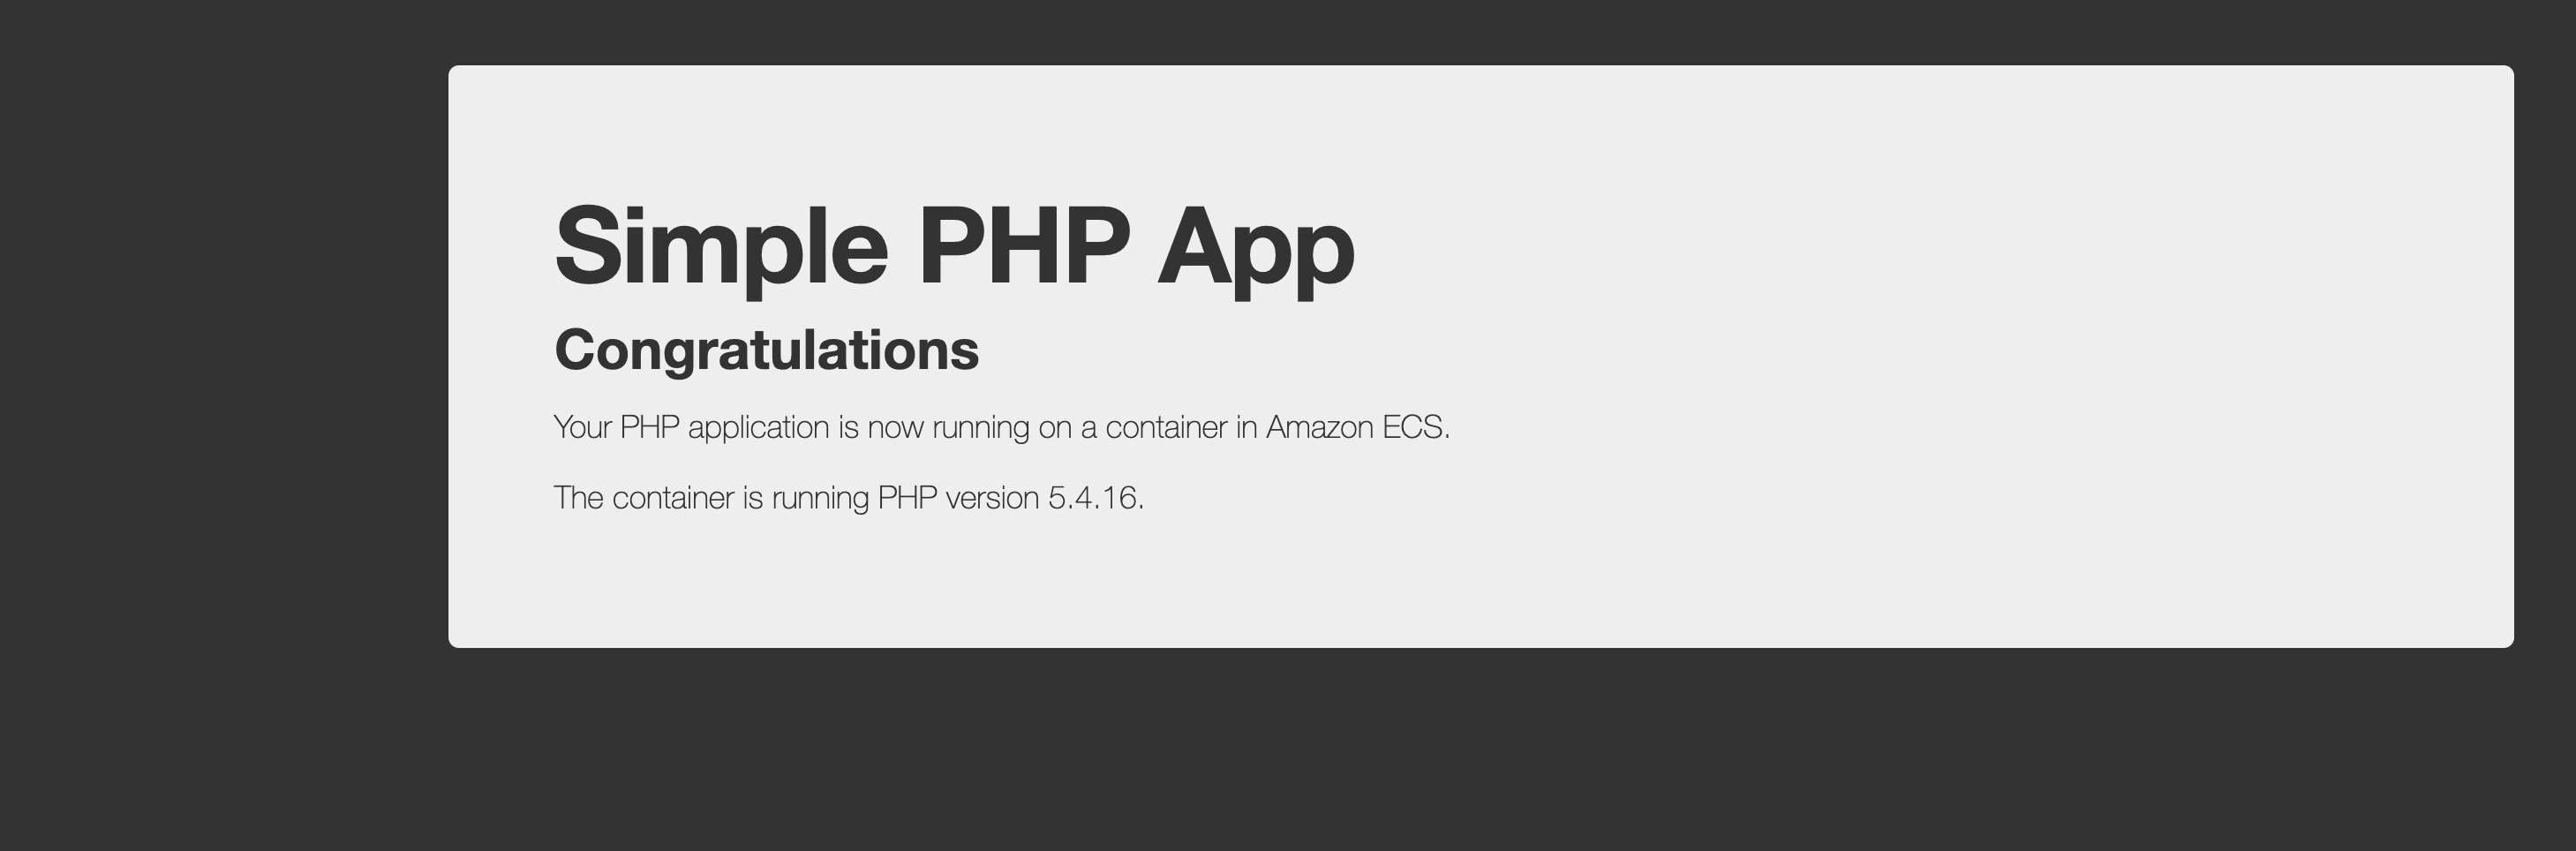 Simple PHP App
Congratulations
Your PHP application is now running on a container in Amazon ECS.
The container is running PHP version 5.4.16.